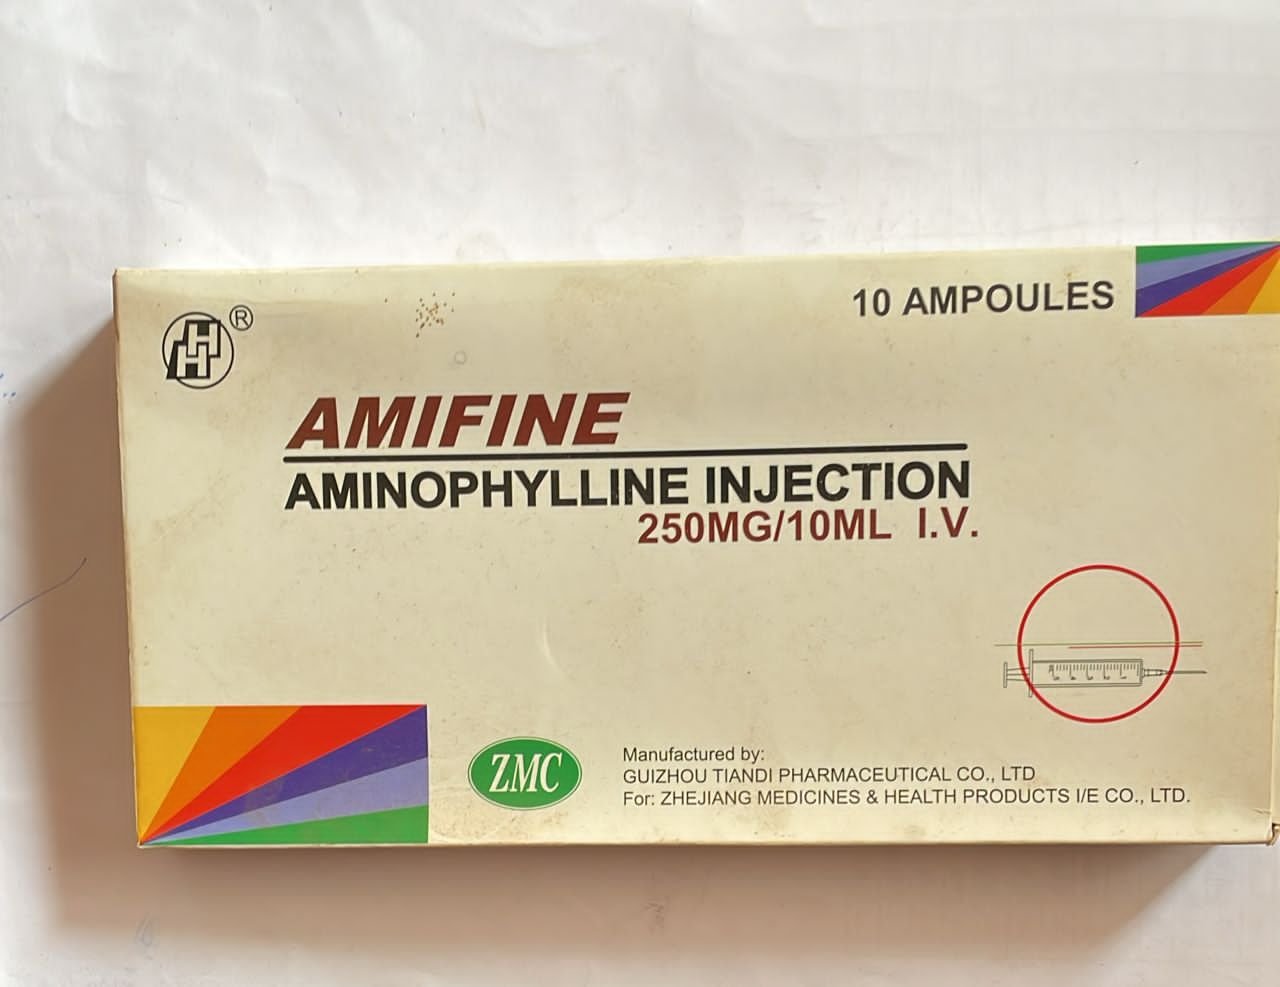 10 AMPOULES
HH ®
AMIFINE
AMINOPHYLLINE INJECTION
250MG/10ML I.V.
ZMC
Manufactured by:
GUIZHOU TIANDI PHARMACEUTICAL CO., LTD
For: ZHEJIANG MEDICINES & HEALTH PRODUCTS I/E CO., LTD.